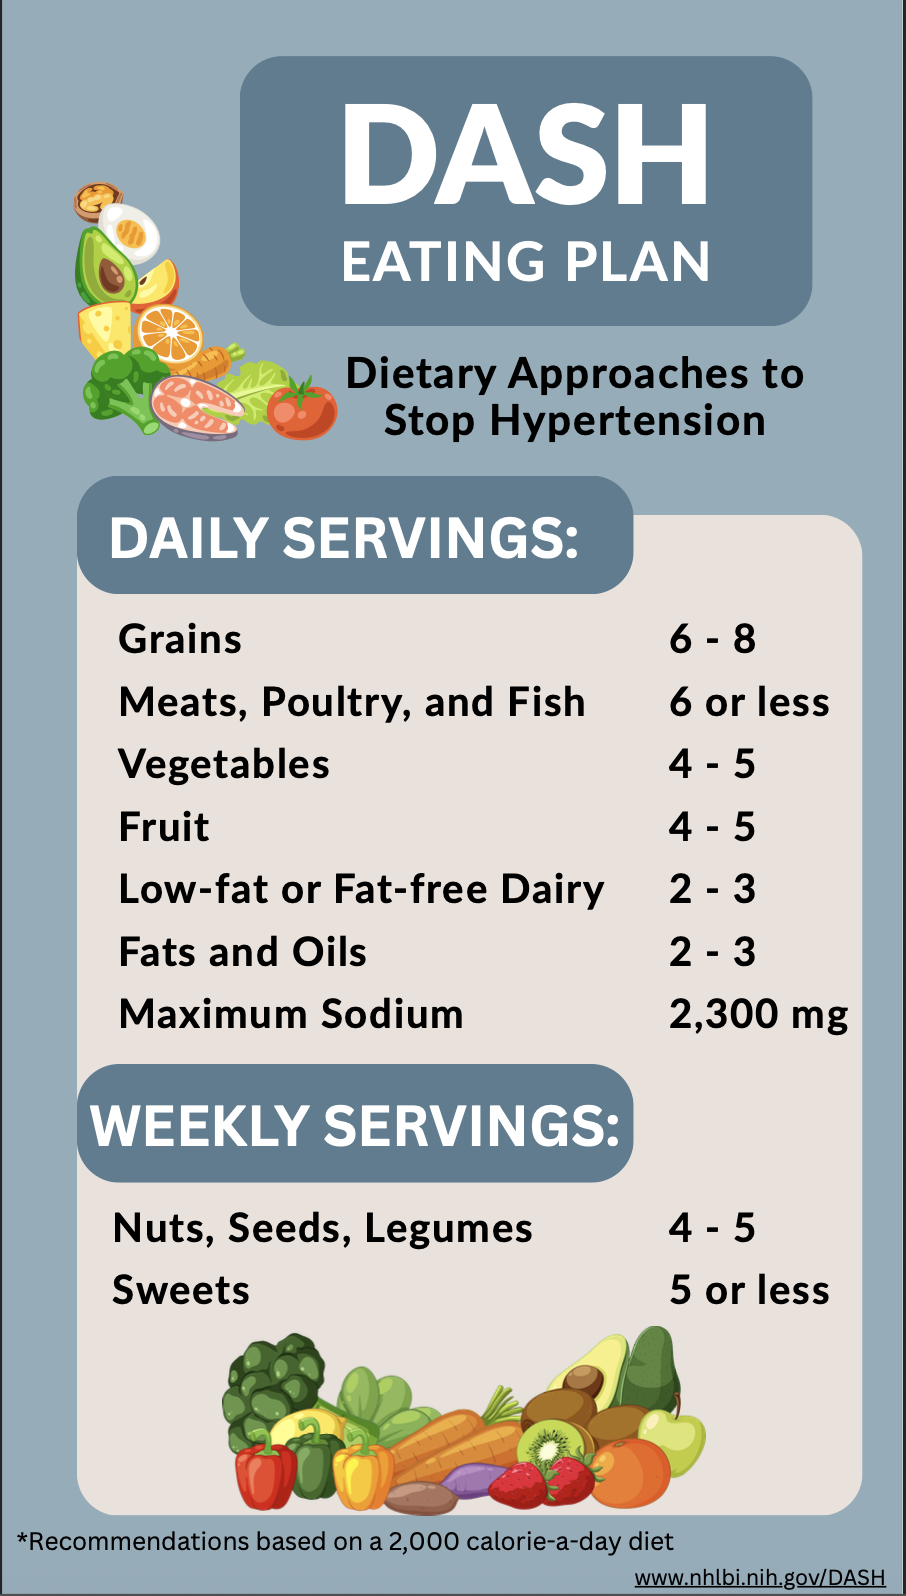 DASH
EATING PLAN
Dietary Approaches to
Stop Hypertension
DAILY SERVINGS:
Grains 6 - 8
Meats, Poultry, and Fish 6 or less
Vegetables 4 - 5
Fruit 4 - 5
Low-fat or Fat-free Dairy 2 - 3
Fats and Oils 2 - 3
Maximum Sodium 2,300 mg
WEEKLY SERVINGS:
Nuts, Seeds, Legumes 4 - 5
Sweets 5 or less
*Recommendations based on a 2,000 calorie-a-day diet
www.nhlbi.nih.gov/DASH